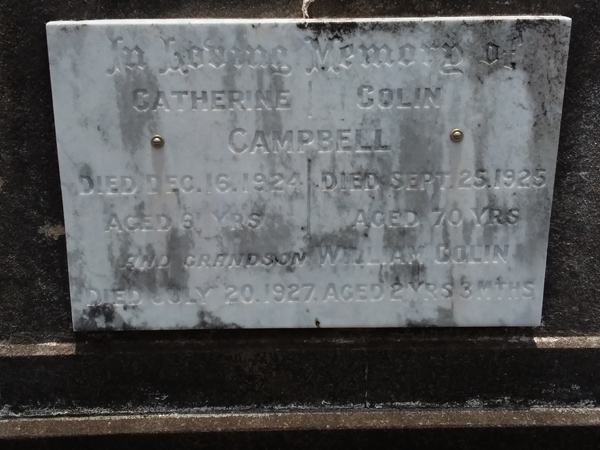 In Loving Memory of
CATHERINE COLIN
CAMPBELL
DIED DEC. 16. 1924 DIED SEPT. 25. 1925
AGED YRS AGED 70 YRS
AND GRANDSON WILLIAM COLIN
DIED JULY 20. 1927. AGED 2 YRS 3 MTHS